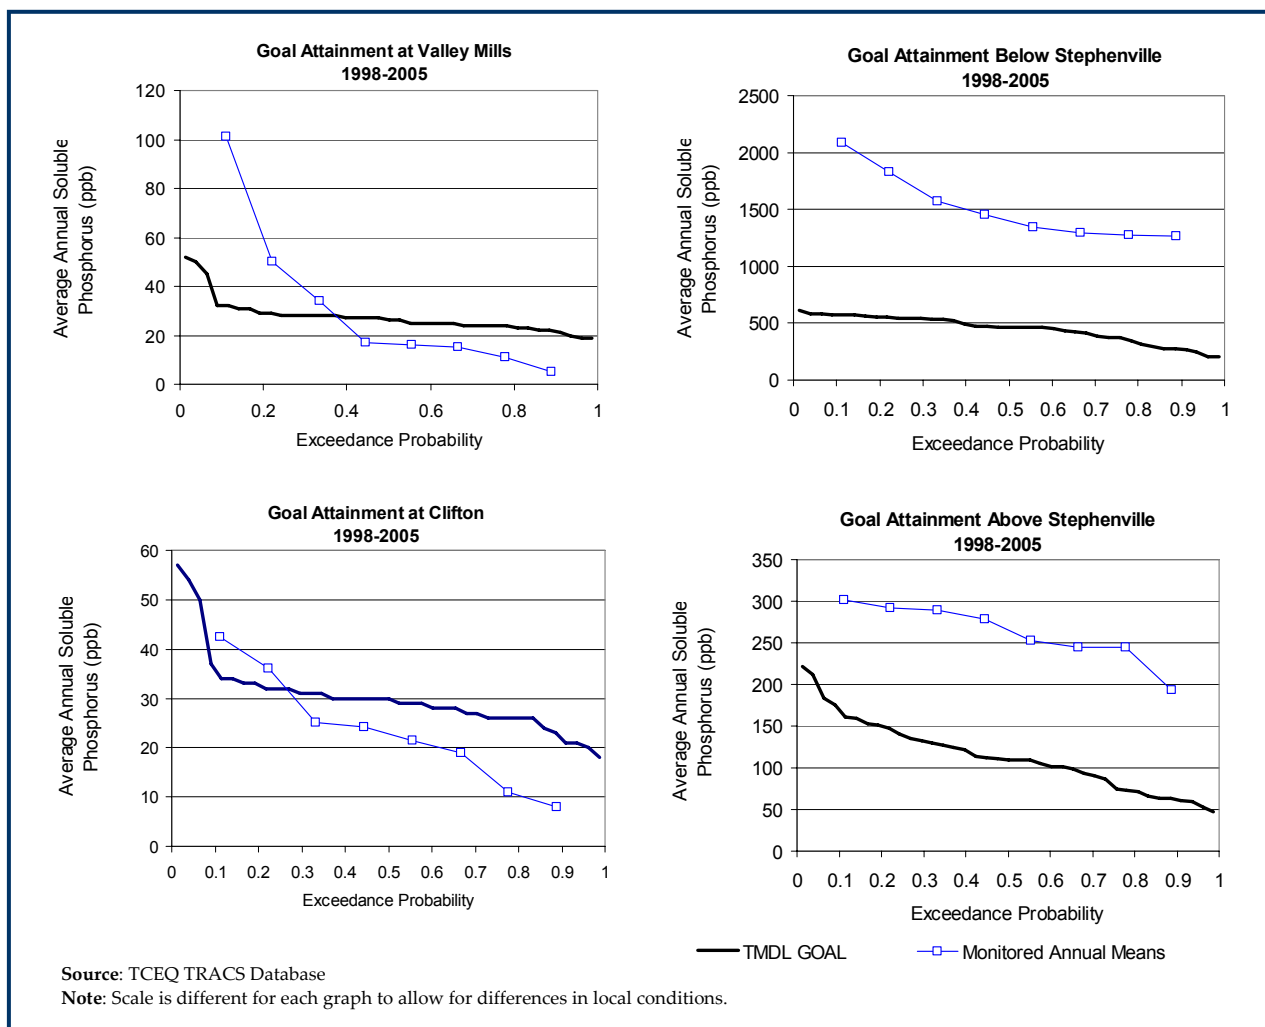 Goal Attainment at Valley Mills
1998-2005
120
100
80
60
40
20
0
0 0.2 0.4 0.6 0.8 1
Average Annual Soluble
Phosphorus (ppb)
Exceedance Probability
Goal Attainment Below Stephenville
1998-2005
2500
2000
1500
1000
500
0
0 0.1 0.2 0.3 0.4 0.5 0.6 0.7 0.8 0.9 1
Average Annual Soluble
Phosphorus (ppb)
Exceedance Probability
Goal Attainment at Clifton
1998-2005
60
50
40
30
20
10
0
0 0.1 0.2 0.3 0.4 0.5 0.6 0.7 0.8 0.9 1
Average Annual Soluble
Phosphorus (ppb)
Exceedance Probability
Goal Attainment Above Stephenville
1998-2005
350
300
250
200
150
100
50
0
0 0.1 0.2 0.3 0.4 0.5 0.6 0.7 0.8 0.9 1
Average Annual Soluble
Phosphorus (ppb)
Exceedance Probability
TMDL GOAL Monitored Annual Means
Source: TCEQ TRACS Database
Note: Scale is different for each graph to allow for differences in local conditions.